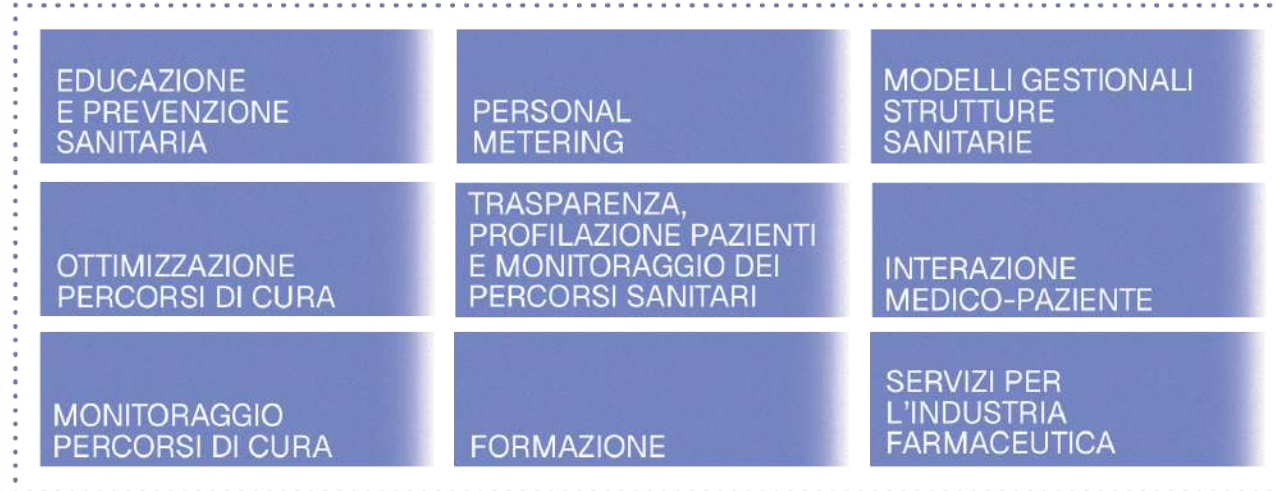 EDUCAZIONE
E PREVENZIONE
SANITARIA
PERSONAL
METERING
MODELLI GESTIONALI
STRUTTURE
SANITARIE
OTTIMIZZAZIONE
PERCORSI DI CURA
TRASPARENZA,
PROFILAZIONE PAZIENTI
E MONITORAGGIO DEI
PERCORSI SANITARI
INTERAZIONE
MEDICO-PAZIENTE
MONITORAGGIO
PERCORSI DI CURA
FORMAZIONE
SERVIZI PER
L'INDUSTRIA
FARMACEUTICA